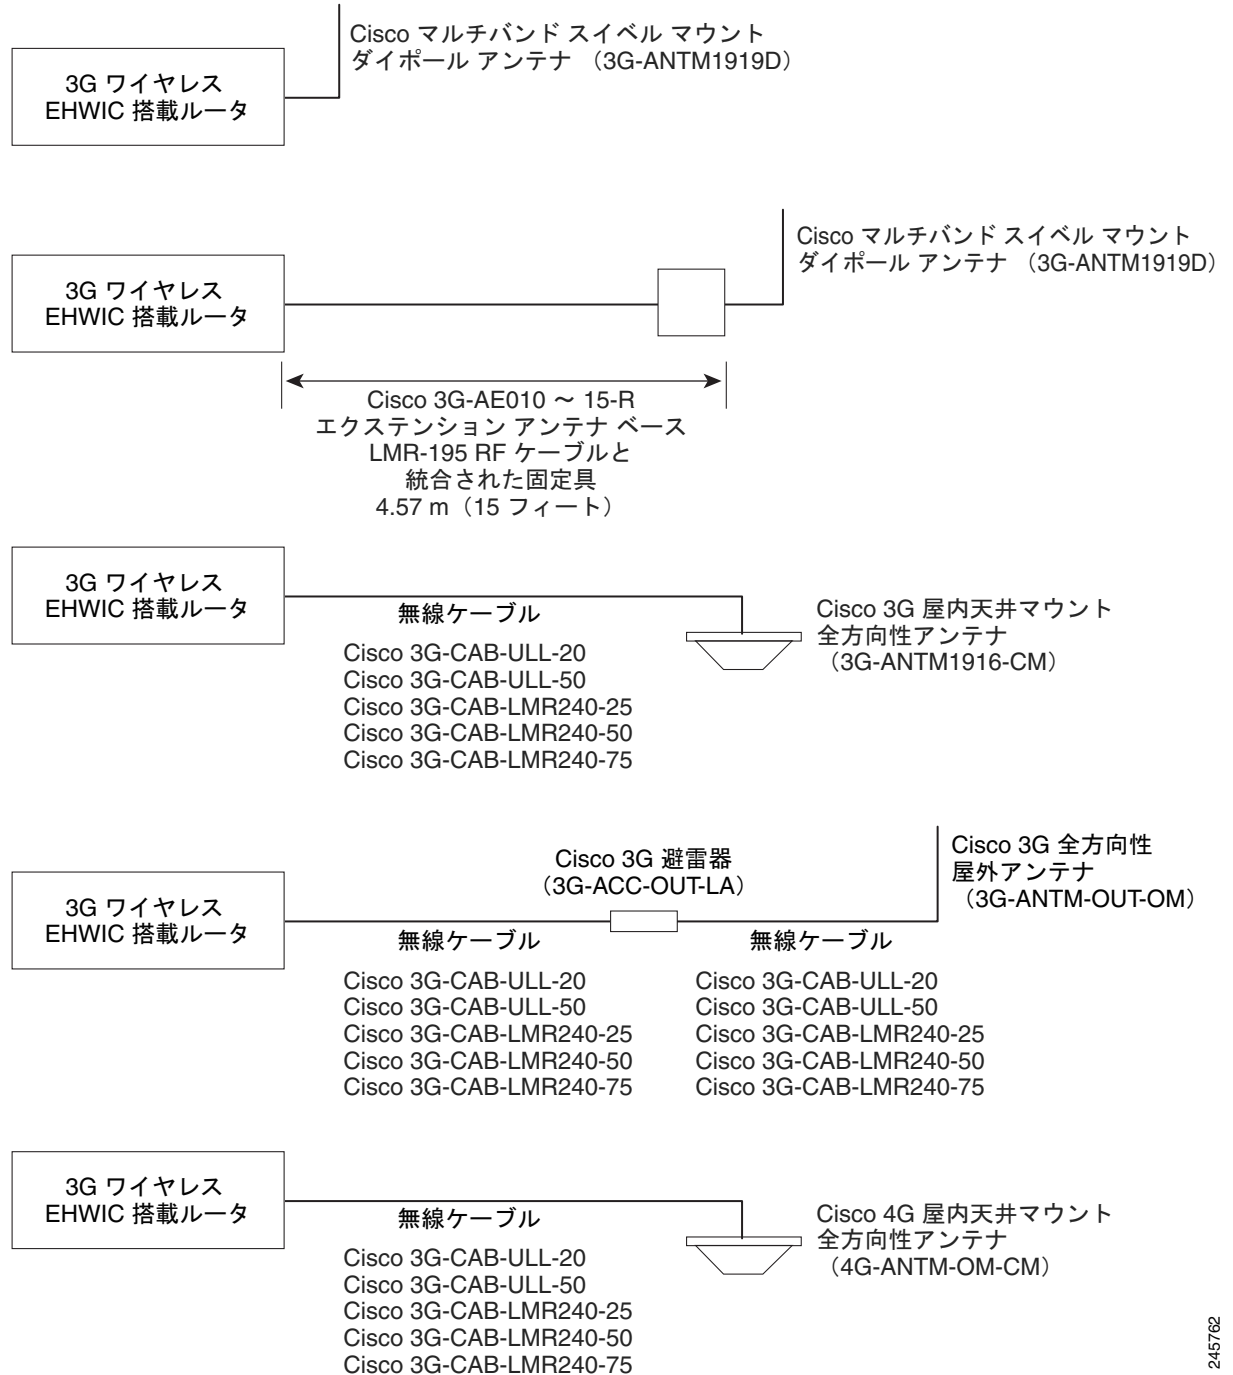 Cisco マルチバンド スイベル マウント
ダイポール アンテナ （3G-ANTM1919D）
3G ワイヤレス
EHWIC 搭載ルータ
Cisco マルチバンド スイベル マウント
ダイポール アンテナ （3G-ANTM1919D）
3G ワイヤレス
EHWIC 搭載ルータ
Cisco 3G-AE010 ～ 15-R
エクステンション アンテナ ベース
LMR-195 RF ケーブルと
統合された固定具
4.57 m（15 フィート）
3G ワイヤレス
EHWIC 搭載ルータ
無線ケーブル
Cisco 3G-CAB-ULL-20
Cisco 3G-CAB-ULL-50
Cisco 3G-CAB-LMR240-25
Cisco 3G-CAB-LMR240-50
Cisco 3G-CAB-LMR240-75
Cisco 3G 屋内天井マウント
全方向性アンテナ
（3G-ANTM1916-CM）
3G ワイヤレス
EHWIC 搭載ルータ
Cisco 3G 避雷器
（3G-ACC-OUT-LA）
Cisco 3G 全方向性
屋外アンテナ
（3G-ANTM-OUT-OM）
無線ケーブル
Cisco 3G-CAB-ULL-20
Cisco 3G-CAB-ULL-50
Cisco 3G-CAB-LMR240-25
Cisco 3G-CAB-LMR240-50
Cisco 3G-CAB-LMR240-75
無線ケーブル
Cisco 3G-CAB-ULL-20
Cisco 3G-CAB-ULL-50
Cisco 3G-CAB-LMR240-25
Cisco 3G-CAB-LMR240-50
Cisco 3G-CAB-LMR240-75
3G ワイヤレス
EHWIC 搭載ルータ
無線ケーブル
Cisco 3G-CAB-ULL-20
Cisco 3G-CAB-ULL-50
Cisco 3G-CAB-LMR240-25
Cisco 3G-CAB-LMR240-50
Cisco 3G-CAB-LMR240-75
Cisco 4G 屋内天井マウント
全方向性アンテナ
（4G-ANTM-OM-CM）
245762